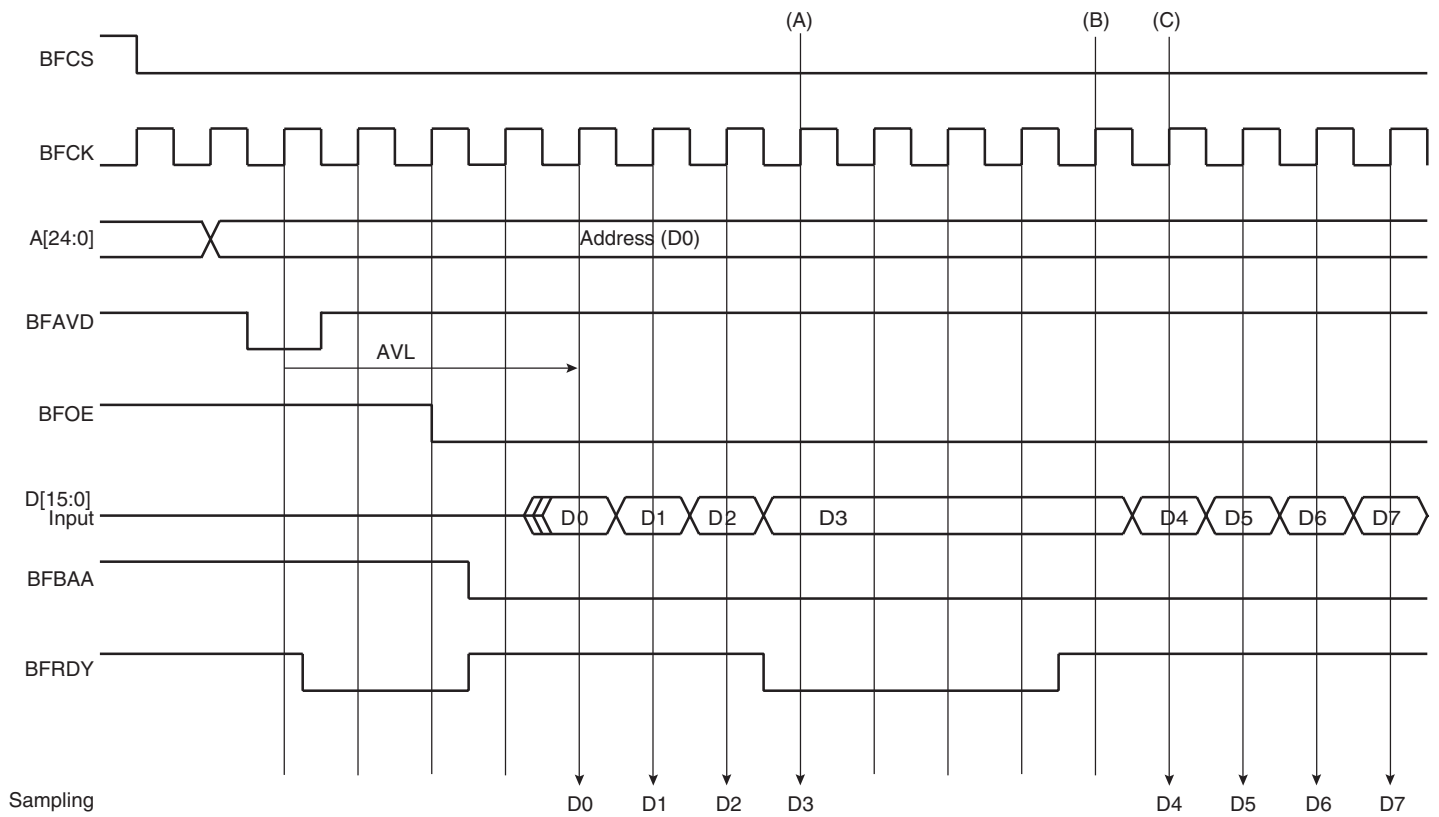 (A) (B) (C)
BFCS
BFCK
A[24:0] Address (D0)
BFAVD
AVL
BFOE
D[15:0]
Input D0 D1 D2 D3 D4 D5 D6 D7
BFBAA
BFRDY
Sampling D0 D1 D2 D3 D4 D5 D6 D7